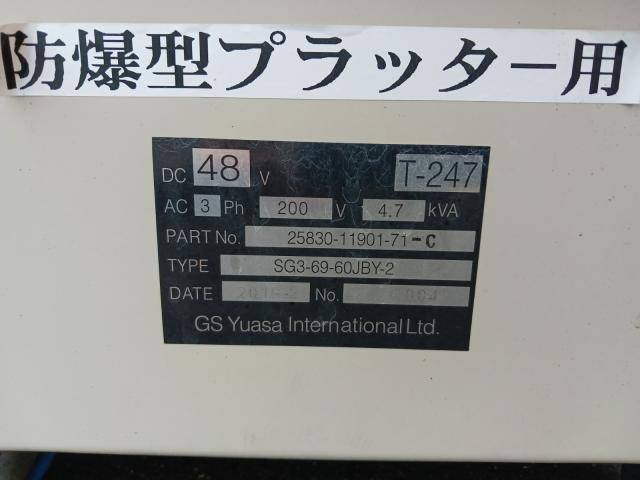 防爆型プラッター用
DC 48 V T-247
AC 3 Ph 200 V 4.7 kVA
PART No. 25830-11901-71-C
TYPE SG3-69-60JBY-2
DATE No.
GS Yuasa International Ltd.